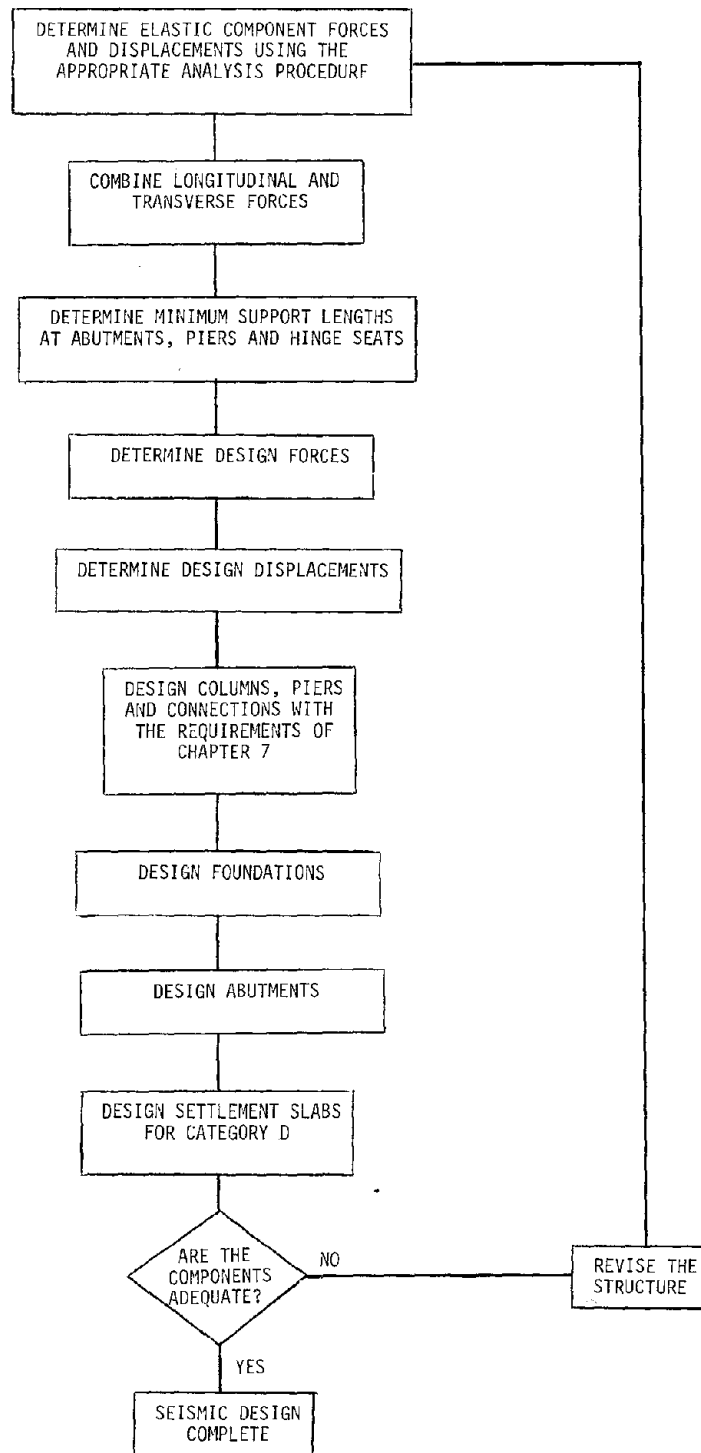 DETERMINE ELASTIC COMPONENT FORCES
AND DISPLACEMENTS USING THE
APPROPRIATE ANALYSIS PROCEDURF
COMBINE LONGITUDINAL AND
TRANSVERSE FORCES
DETERMINE MINIMUM SUPPORT LENGTHS
AT ABUTMENTS, PIERS AND HINGE SEATS
DETERMINE DESIGN FORCES
DETERMINE DESIGN DISPLACEMENTS
DESIGN COLUMNS, PIERS
AND CONNECTIONS WITH
THE REQUIREMENTS OF
CHAPTER 7
DESIGN FOUNDATIONS
DESIGN ABUTMENTS
DESIGN SETTLEMENT SLABS
FOR CATEGORY D
ARE THE
COMPONENTS
ADEQUATE?
NO
REVISE THE
STRUCTURE
YES
SEISMIC DESIGN
COMPLETE